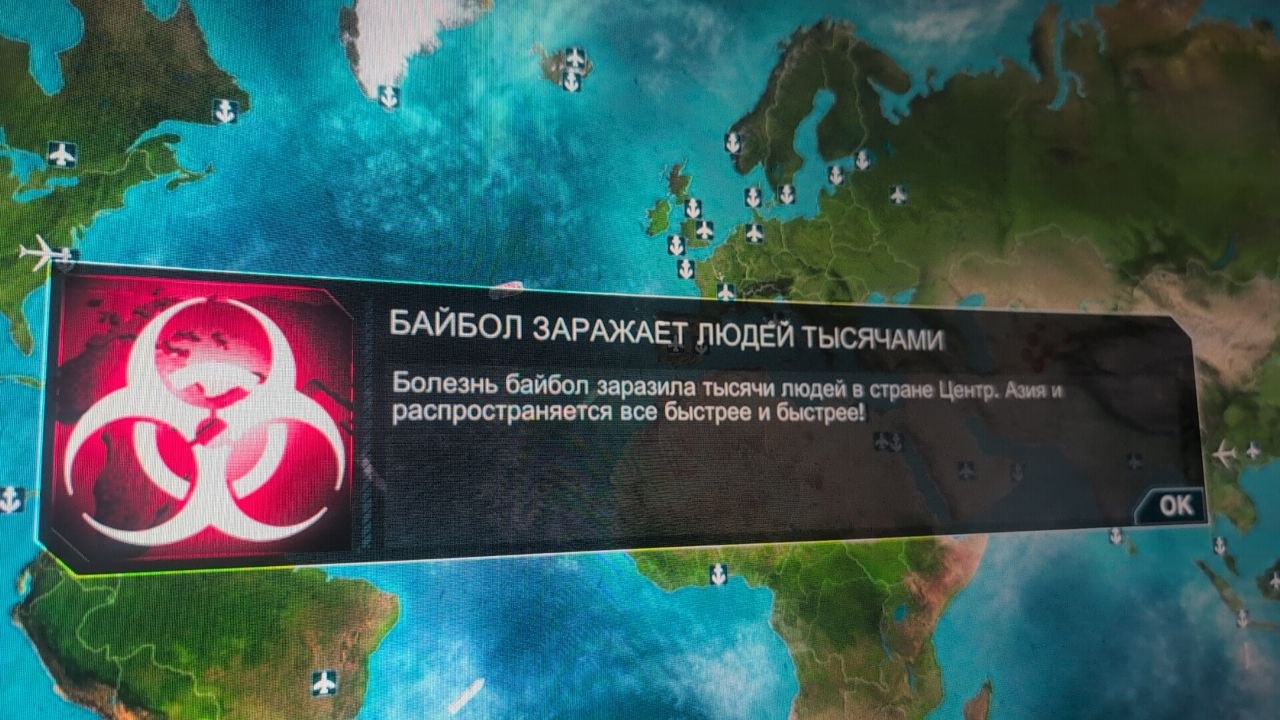 БАЙБОЛ ЗАРАЖАЕТ ЛЮДЕЙ ТЫСЯЧАМИ
Болезнь байбол заразила тысячи людей в стране Центр. Азия и
распространяется все быстрее и быстрее!
OK